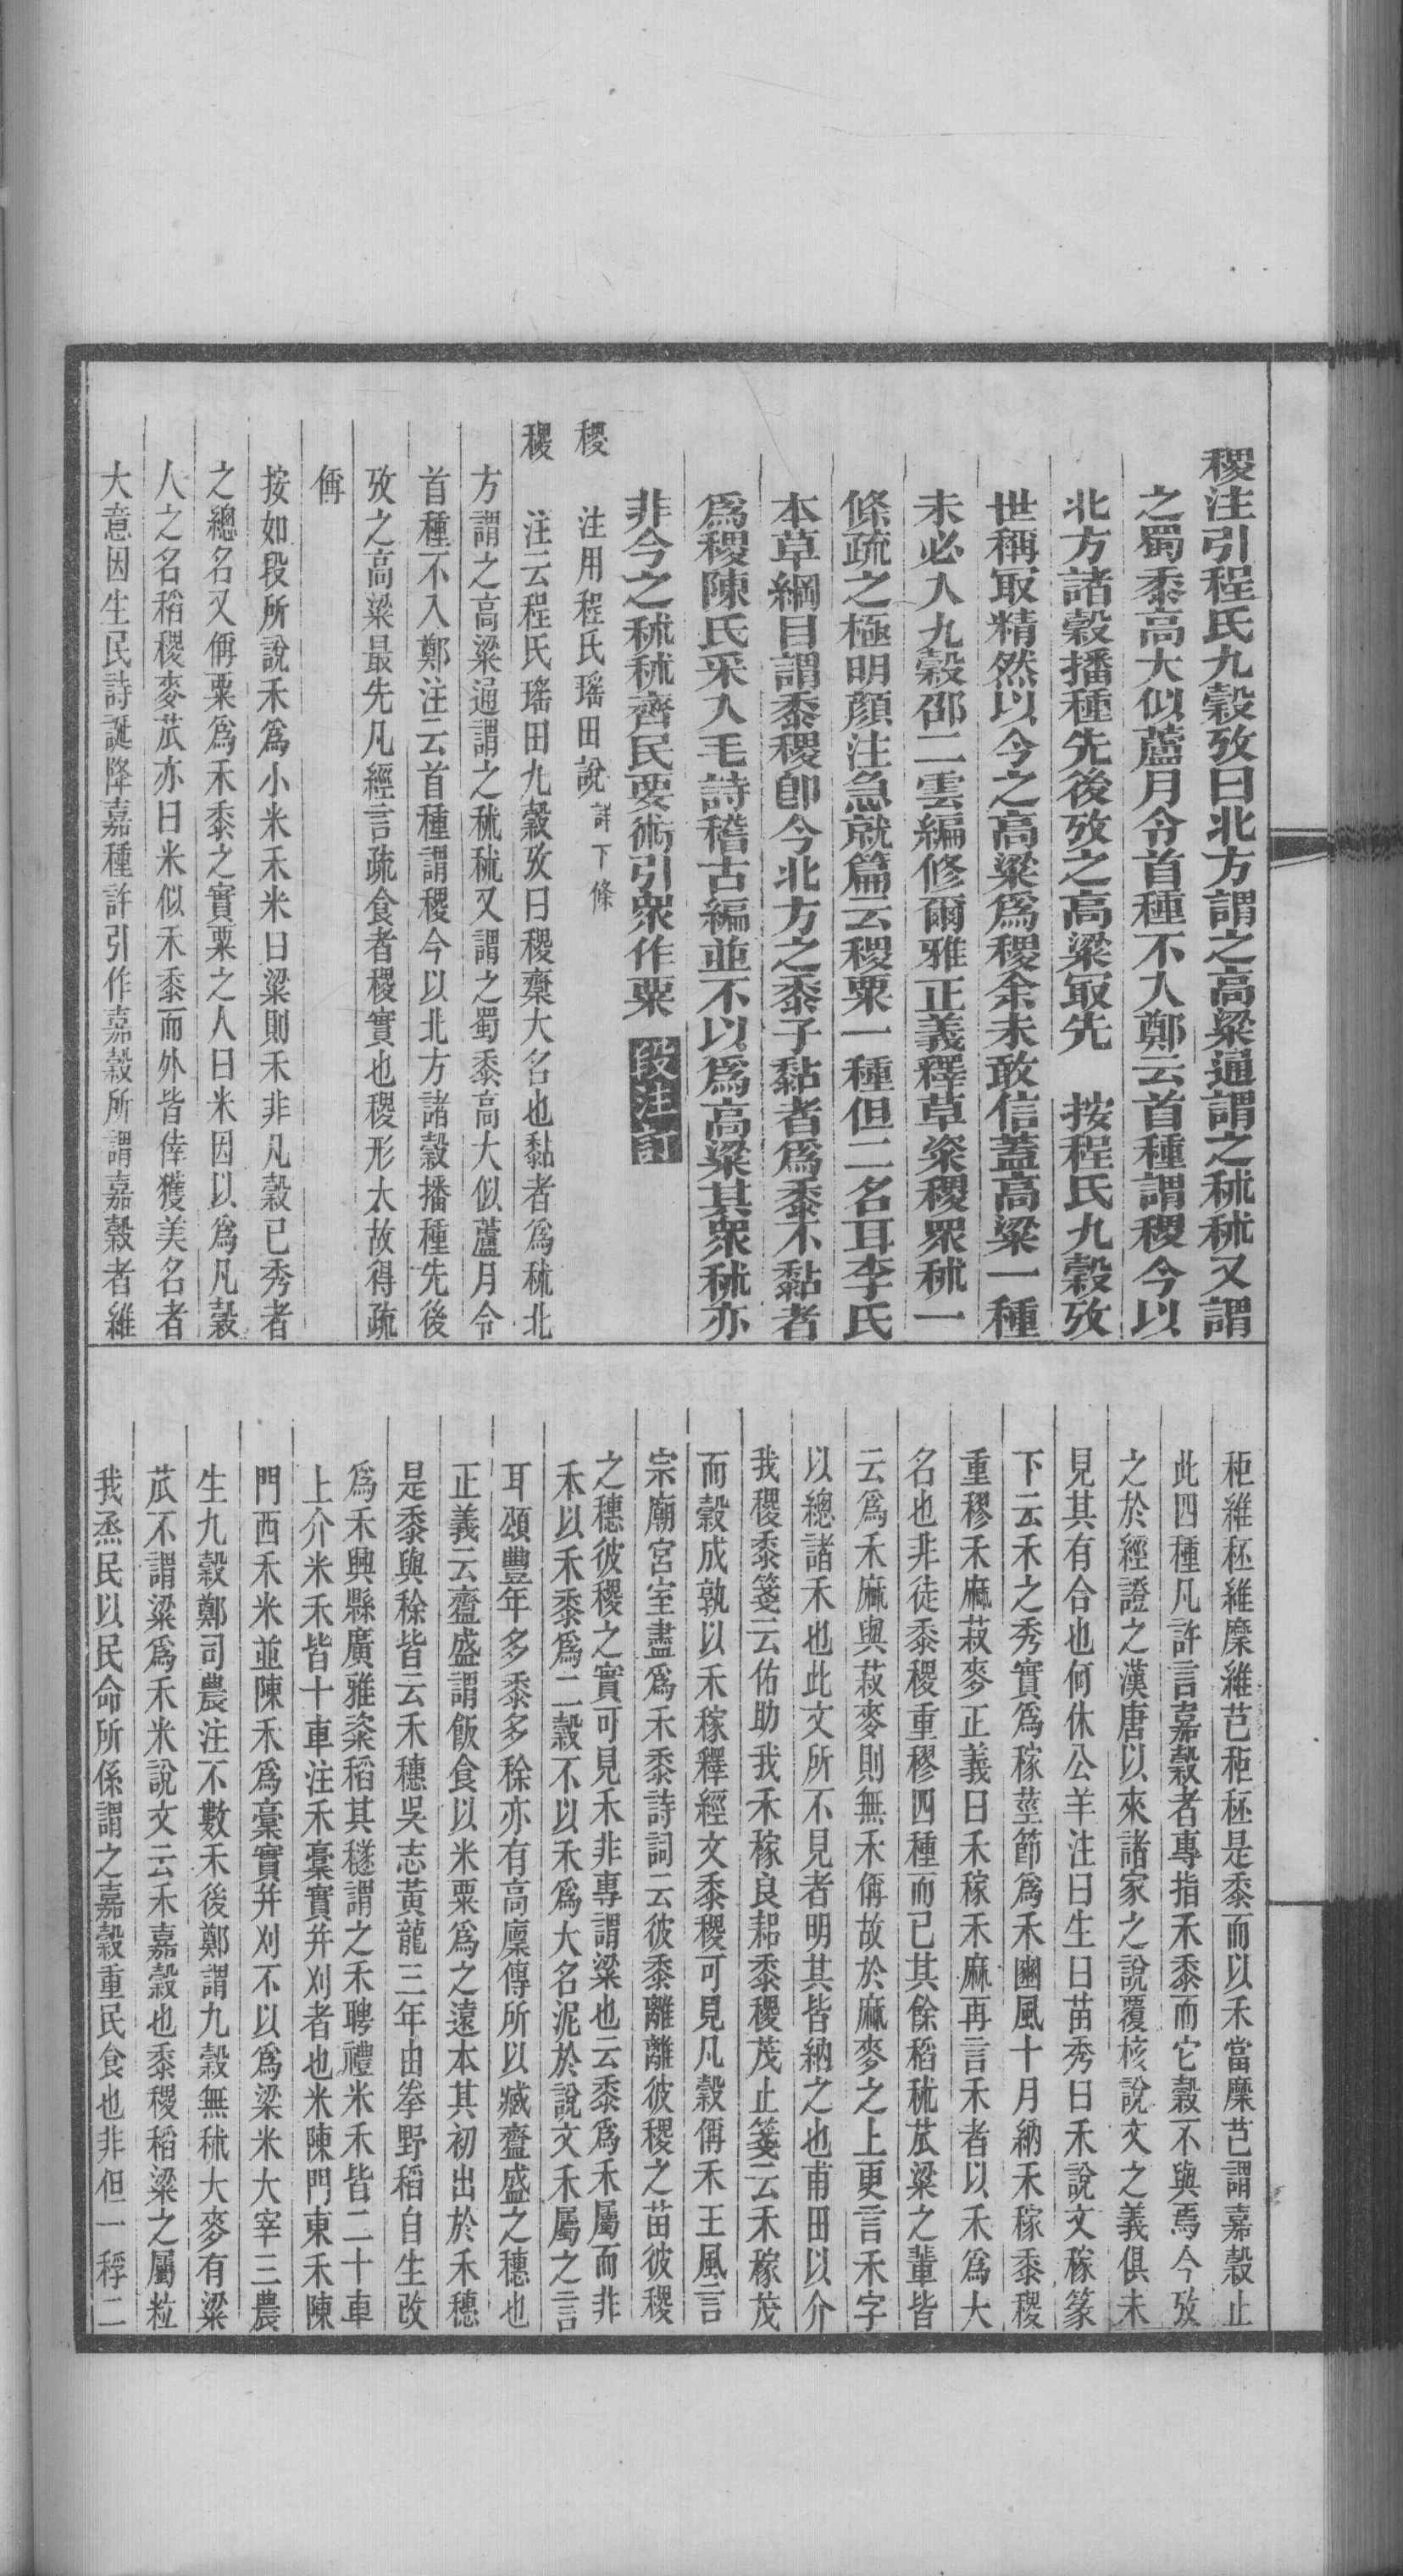 稷注引程氏九穀攷曰北方謂之高粱通謂之秫秫又謂
之蜀黍高大似蘆月令首種不入鄭云首種謂稷今以
北方諸穀播種先後攷之高粱冣先　按程氏九穀攷
世稱冣精然以今之高粱爲稷余未敢信蓋高粱一種
未必入九穀邵二雲編修爾雅正義釋草粢稷眾秫一
條疏之極明顏注急就篇云稷粟一種但二名耳李氏
本草綱目謂黍稷卽今北方之黍子黏者爲黍不黏者
爲稷陳氏采入毛詩稽古編並不以爲高粱其眾秫亦
非今之秫秫齊民要術引眾作粟　段注訂
稷　注用程氏瑤田說詳下條
稷　注云程氏瑤田九穀攷曰稷齋大名也黏者爲秫北
方謂之高粱通謂之秫秫又謂之蜀黍高大似蘆月令
首種不入鄭注云首種謂稷今以北方諸穀播種先後
攷之高粱最先凡經言疏食者稷實也稷形大故得疏
偁
按如段所說禾爲小米禾米曰粱則禾非凡穀已秀者
之總名又偁粟爲禾黍之實粟之人曰米因以爲凡穀
人之名稻稷麥苽亦曰米似禾黍而外皆倖獲美名者
大意因生民詩誕降嘉種許引作嘉穀所謂嘉穀者維
秬維秠維穈維芑秬秠是黍而以禾當穈芑謂嘉穀止
此四種凡許言嘉穀者專指禾黍而它穀不與焉今攷
之於經證之漢唐以來諸家之說覆核說文之義俱未
見其有合也何休公羊注曰生曰苗秀曰禾說文稼篆
下云禾之秀實爲稼莖節爲禾豳風十月納禾稼黍稷
重穋禾麻菽麥正義曰禾稼禾麻再言禾者以禾爲大
名也非徒黍稷重穋四種而已其餘稻秫苽粱之輩皆
云爲禾麻與菽麥則無禾偁故於麻麥之上更言禾字
以總諸禾也此文所不見者明其皆納之也甫田以介
我稷黍箋云佑助我禾稼良耜黍稷茂止箋云禾稼茂
而穀成孰以禾稼釋經文黍稷可見凡穀偁禾王風言
宗廟宮室盡爲禾黍詩詞云彼黍離離彼稷之苗彼稷
之穗彼稷之實可見禾非專謂粱也云黍爲禾屬而非
禾以禾黍爲二穀不以禾爲大名泥於說文禾屬之言
耳頌豐年多黍多稌亦有高廩傳所以藏齍盛之穗也
正義云齍盛謂飯食以米粟爲之遠本其初出於禾穗
是黍與稌皆云禾穗吳志黃龍三年由拳野稻自生改
爲禾興縣廣雅粢稻其穟謂之禾聘禮米禾皆二十車
上介米禾皆十車注禾稾實并刈者也米陳門東禾陳
門西禾米並陳禾爲稾實并刈不以爲粱米大宰三農
生九穀鄭司農注不數禾後鄭謂九穀無秫大麥有粱
苽不謂粱爲禾米說文云禾嘉穀也黍稷稻粱之屬粒
我烝民以民命所係謂之嘉穀重民食也非但一稃二